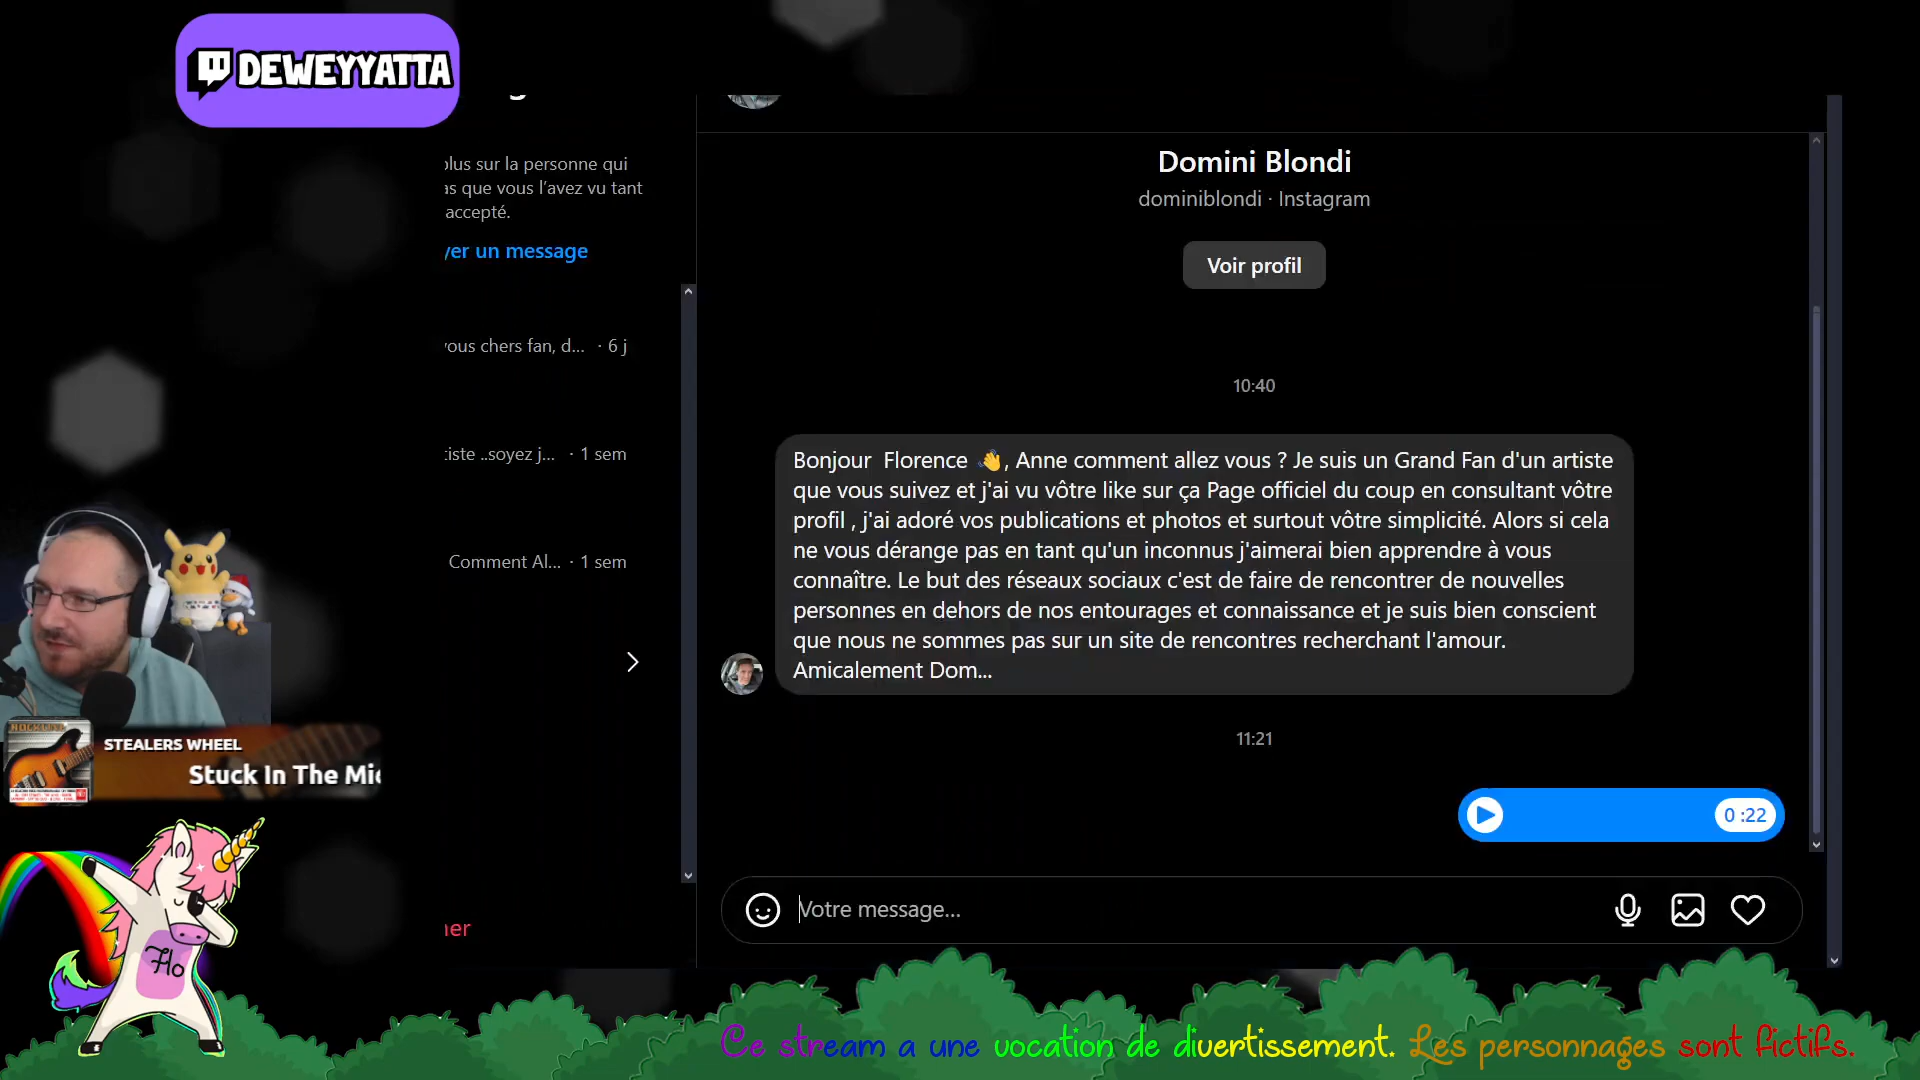 DEWEYYATTA
plus sur la personne qui
as que vous l'avez vu tant
accepté.
yer un message
vous chers fan, d... · 6 j
tiste ..soyez j... · 1 sem
Comment Al... · 1 sem
ner
Domini Blondi
dominiblondi · Instagram
Voir profil
10:40
Bonjour  Florence 👋, Anne comment allez vous ? Je suis un Grand Fan d'un artiste
que vous suivez et j'ai vu vôtre like sur ça Page officiel du coup en consultant vôtre
profil , j'ai adoré vos publications et photos et surtout vôtre simplicité. Alors si cela
ne vous dérange pas en tant qu'un inconnus j'aimerai bien apprendre à vous
connaître. Le but des réseaux sociaux c'est de faire de rencontrer de nouvelles
personnes en dehors de nos entourages et connaissance et je suis bien conscient
que nous ne sommes pas sur un site de rencontres recherchant l'amour.
Amicalement Dom...
11:21
0 :22
Votre message...
STEALERS WHEEL
Stuck In The Mid
Flo
Ce stream a une vocation de divertissement. Les personnages sont fictifs.